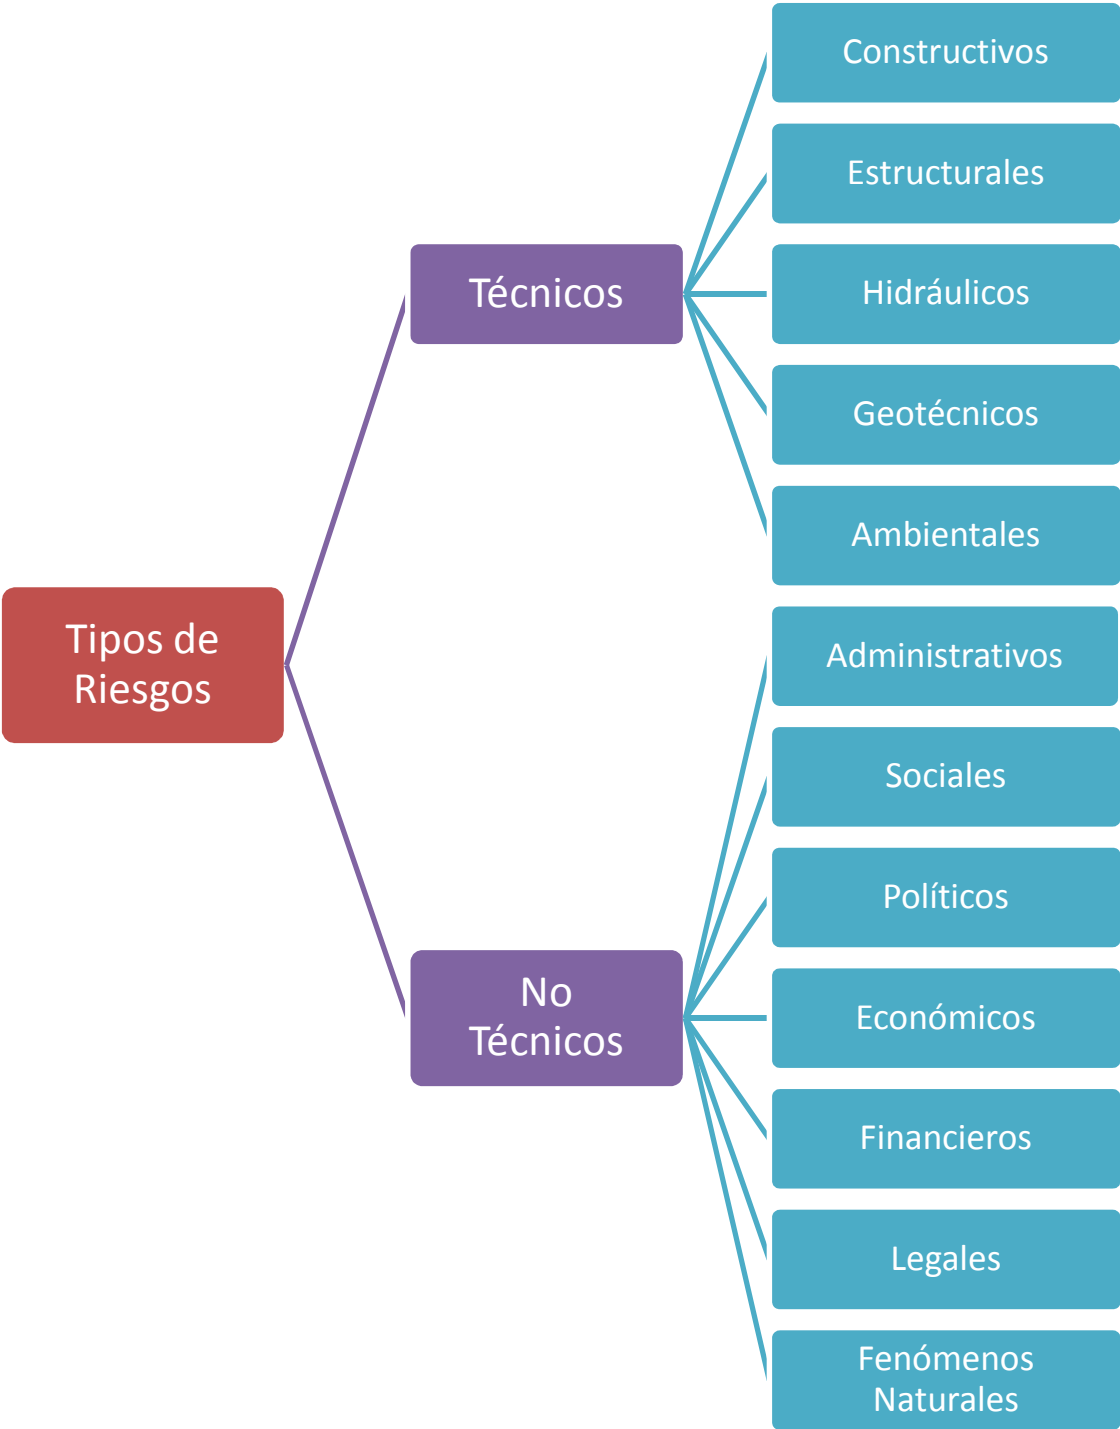 Constructivos
Estructurales
Técnicos
Hidráulicos
Geotécnicos
Ambientales
Tipos de
Riesgos
Administrativos
Sociales
Políticos
No
Técnicos
Económicos
Financieros
Legales
Fenómenos
Naturales